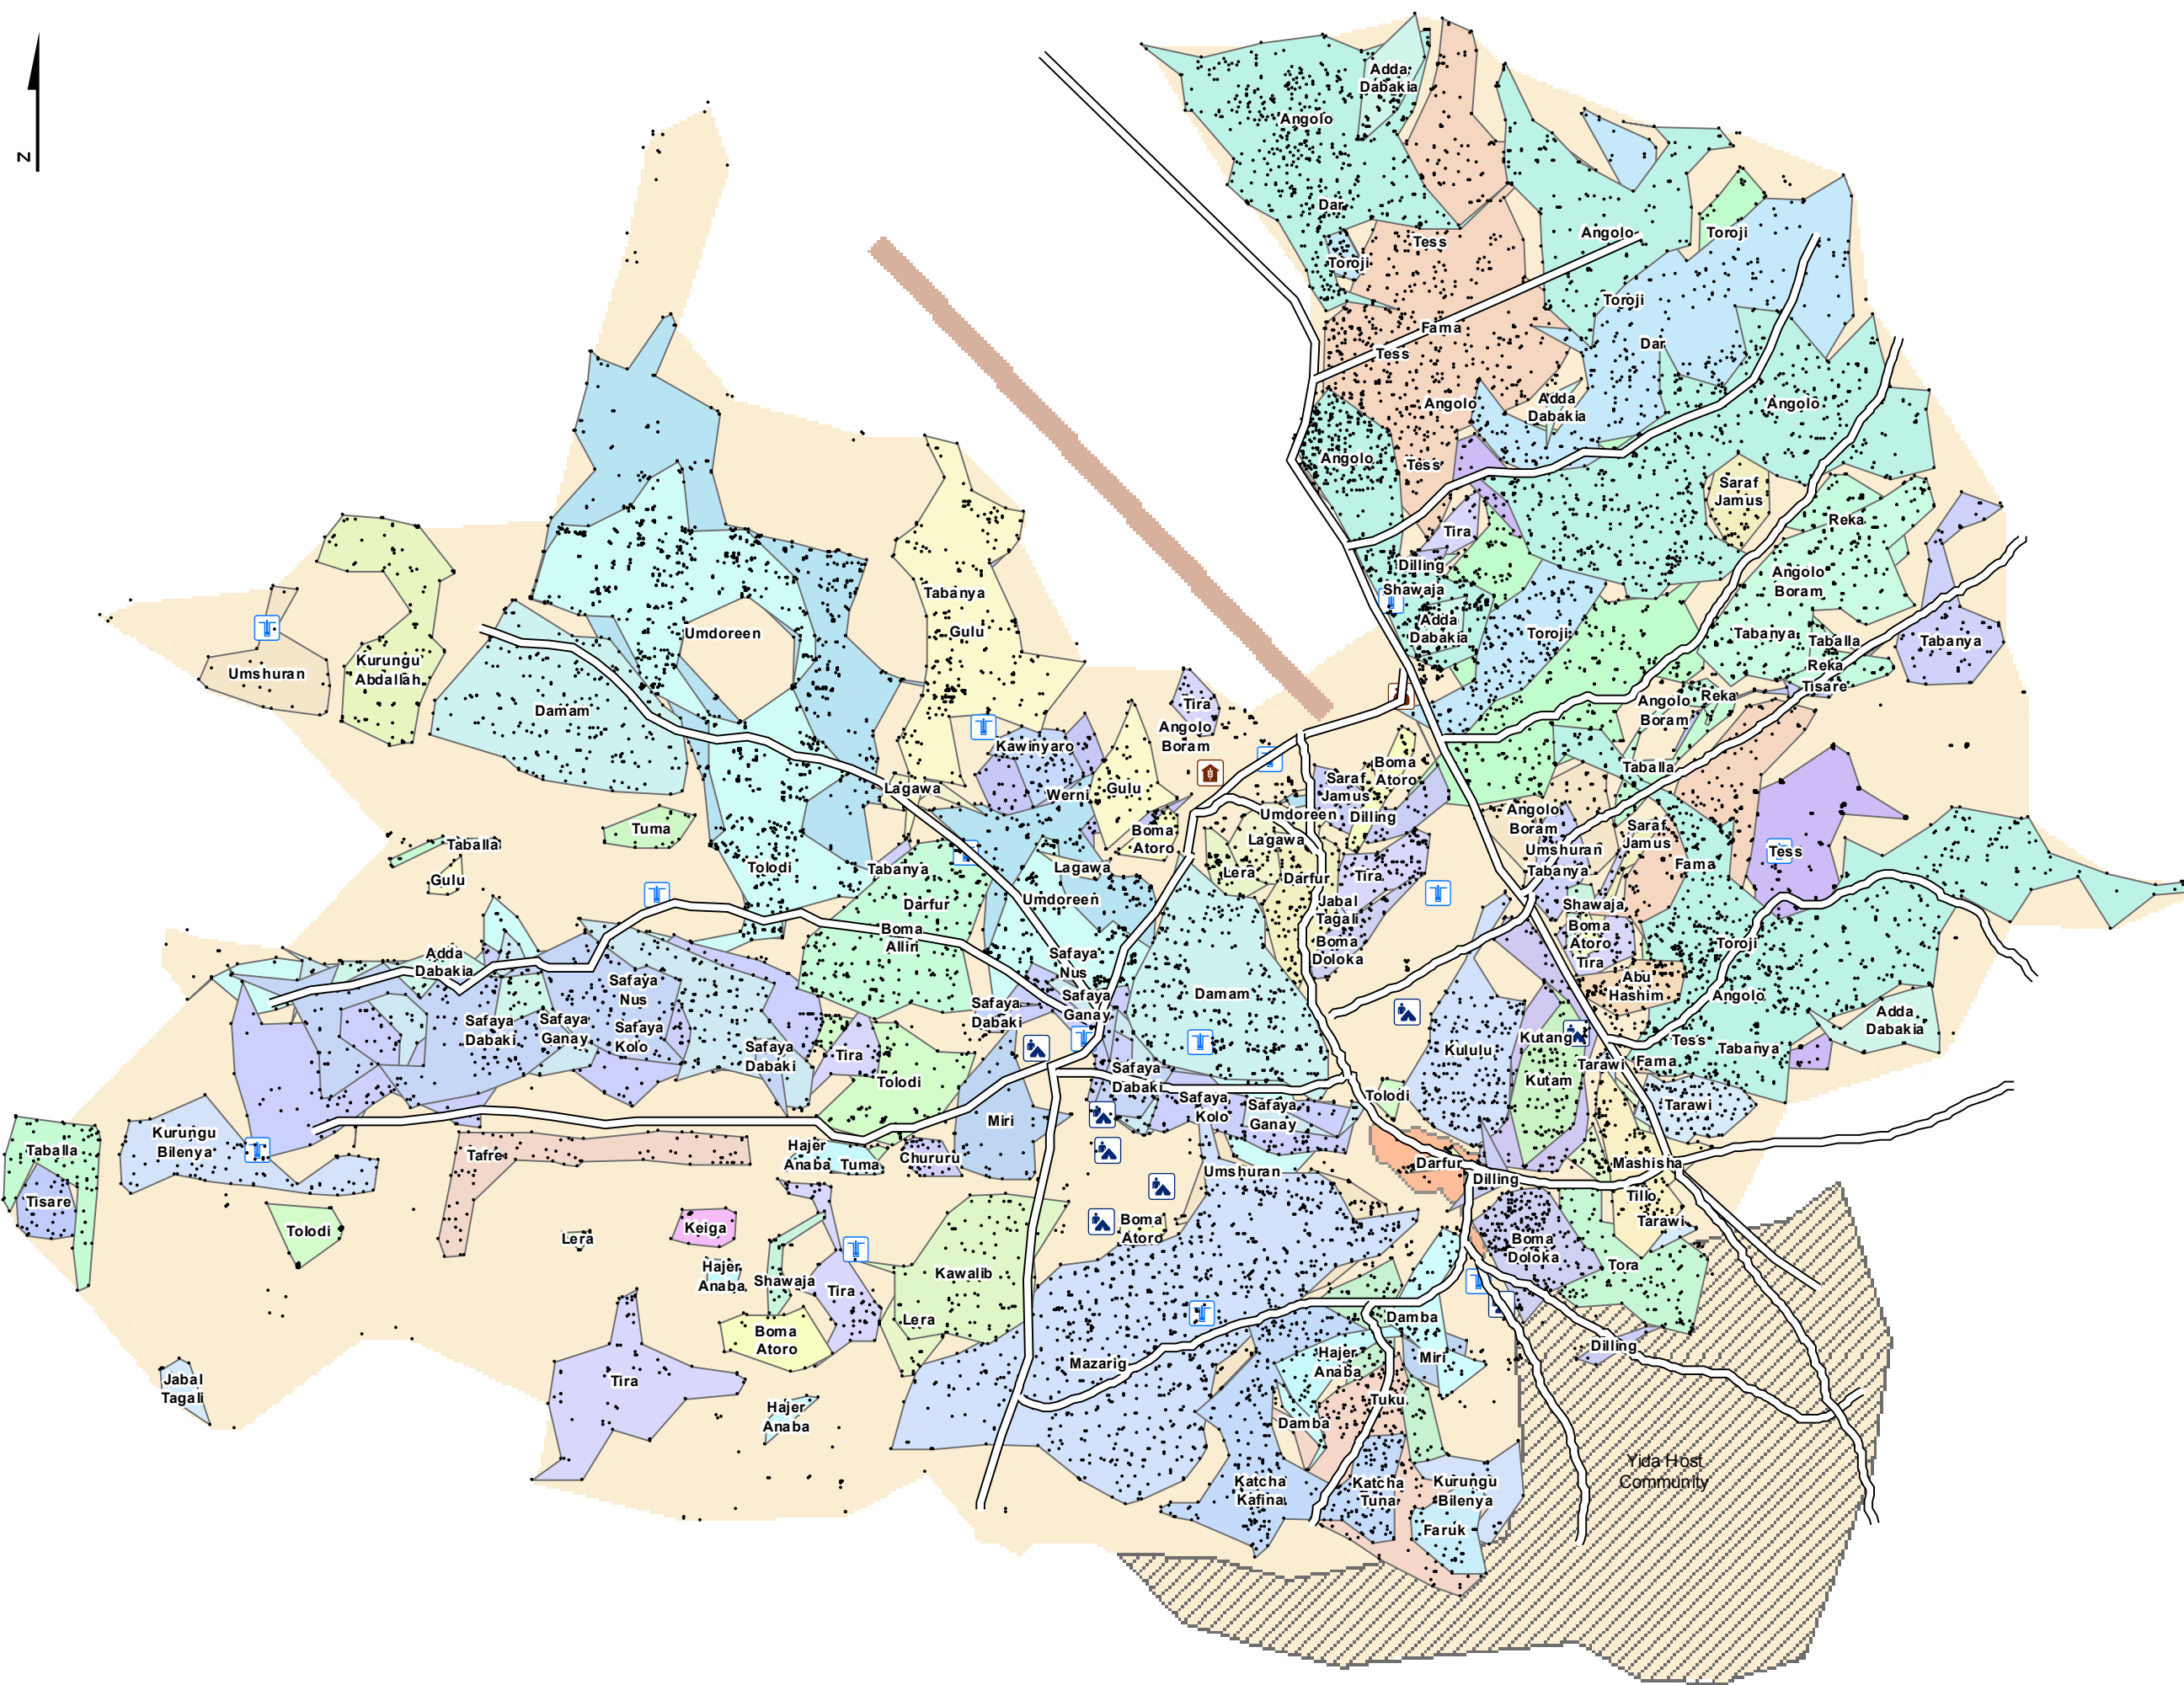 Adda
Dabakia
Angolo
Dar
Tess
Toroji
Angolo
Toroji
Toroji
Fama
Tess
Dar
Angolo
Adda
Dabakia
Angolo
Angolo
Tess
Saraf
Jamus
Reka
Tira
Dilling
Shawaja
Angolo
Boram
Adda
Dabakia
Toroji
Tabanya
Taballa
Tabanya
Reka
Tisare
Reka
Angolo
Boram
Taballa
N
Tabanya
Gulu
Umdoreen
Umshuran
Kurungu
Abdallah
Damam
Tira
Angolo
Boram
Kawinyaro
Werni
Gulu
Lagawa
Boma
Atoro
Tuma
Taballa
Gulu
Tolodi
Tabanya
Lagawa
Darfur
Umdoreen
Boma
Alliri
Saraf
Jamus
Boma
Atoro
Umdoreen
Dilling
Lagawa
Lera
Darfur
Tira
Jabal
Tagali
Boma
Doloka
Angolo
Boram
Umshuran
Tabanya
Saraf
Jamus
Fama
Tess
Shawaja
Boma
Atoro
Tira
Toroji
Abu
Hashim
Angolo
Adda
Dabakia
Tess
Tabanya
Fama
Adda
Dabakia
Safaya
Nus
Safaya
Kolo
Safaya
Dabaki
Safaya
Ganay
Safaya
Dabaki
Tira
Tolodi
Safaya
Nus
Safaya
Ganay
Safaya
Dabaki
Damam
Safaya
Dabaki
Safaya
Kolo
Safaya
Ganay
Miri
Kululu
Kutang
Kutam
Tarawi
Tarawi
Tolodi
Taballa
Tisare
Kurungu
Bilenya
Tafre
Hajer
Anaba
Tuma
Chururu
Umshuran
Darfur
Dilling
Mashisha
Tillo
Tarawi
Tolodi
Lera
Keiga
Hajer
Anaba
Shawaja
Tira
Boma
Atoro
Kawalib
Lera
Boma
Atoro
Boma
Doloka
Tora
Dilling
Jabal
Tagali
Tira
Hajer
Anaba
Mazarig
Damba
Hajer
Anaba
Miri
Tuku
Damba
Katcha
Kafina
Katcha
Tuna
Kurungu
Bilenya
Faruk
Yida Host
Community